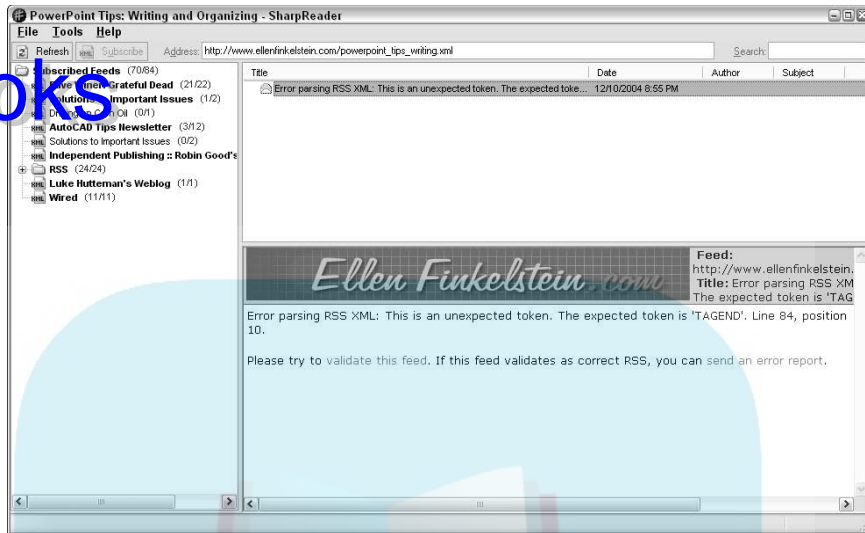 PowerPoint Tips: Writing and Organizing - SharpReader
File Tools Help
Refresh Subscribe Address: http://www.ellenfinkelstein.com/powerpoint_tips_writing.xml Search:
Subscribed Feeds (70/84)
Grateful Dead (21/22)
Important Issues (1/2)
Oil (0/1)
AutoCAD Tips Newsletter (3/12)
Solutions to Important Issues (0/2)
Independent Publishing :: Robin Good's
RSS (24/24)
Luke Hutteman's Weblog (1/1)
Wired (11/11)
oks
Title Date Author Subject
Error parsing RSS XML: This is an unexpected token. The expected toke... 12/10/2004 8:55 PM
Ellen Finkelstein.com
Feed:
http://www.ellenfinkelstein.
Title: Error parsing RSS XM
The expected token is 'TAG
Error parsing RSS XML: This is an unexpected token. The expected token is 'TAGEND'. Line 84, position
10.
Please try to validate this feed. If this feed validates as correct RSS, you can send an error report.